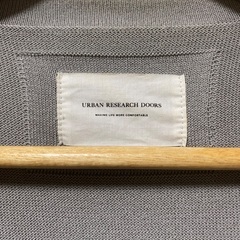 URBAN RESEARCH DOORS
MAKING LIFE MORE COMFORTABLE